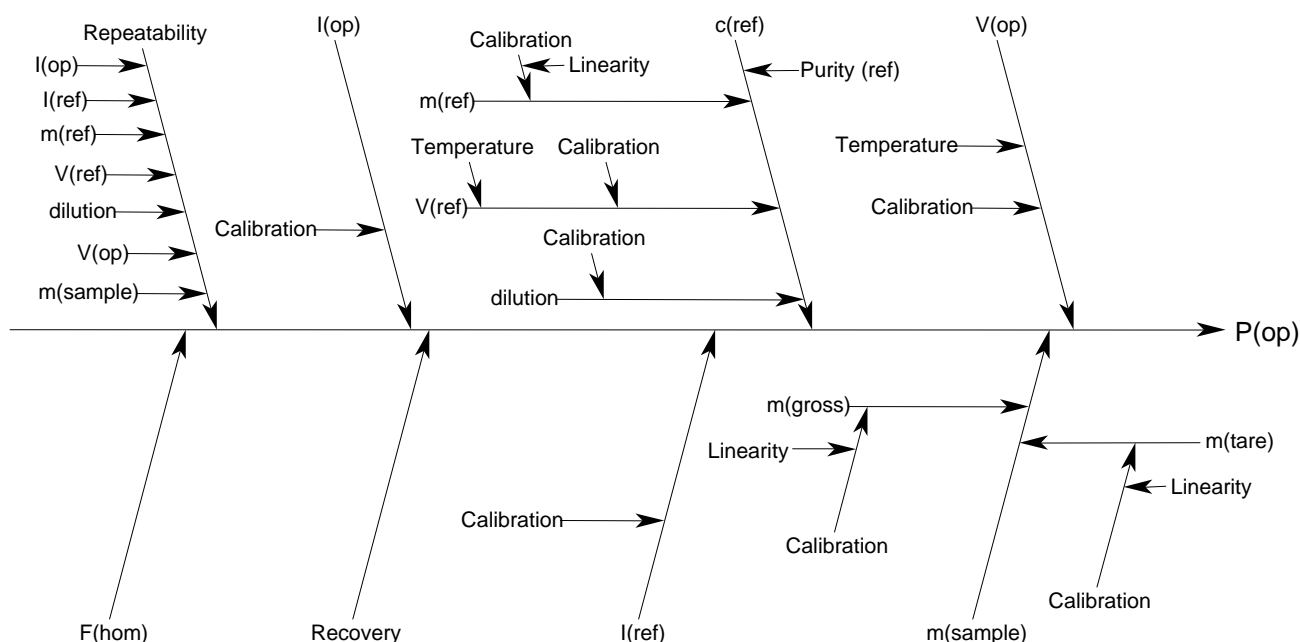 Repeatability
I(op)
I(ref)
m(ref)
V(ref)
dilution
V(op)
m(sample)
I(op)
Calibration
c(ref)
Calibration
Linearity
Purity (ref)
m(ref)
Temperature
Calibration
V(ref)
Calibration
dilution
V(op)
Temperature
Calibration
P(op)
F(hom)
Recovery
Calibration
I(ref)
m(gross)
Linearity
Calibration
m(tare)
Linearity
Calibration
m(sample)